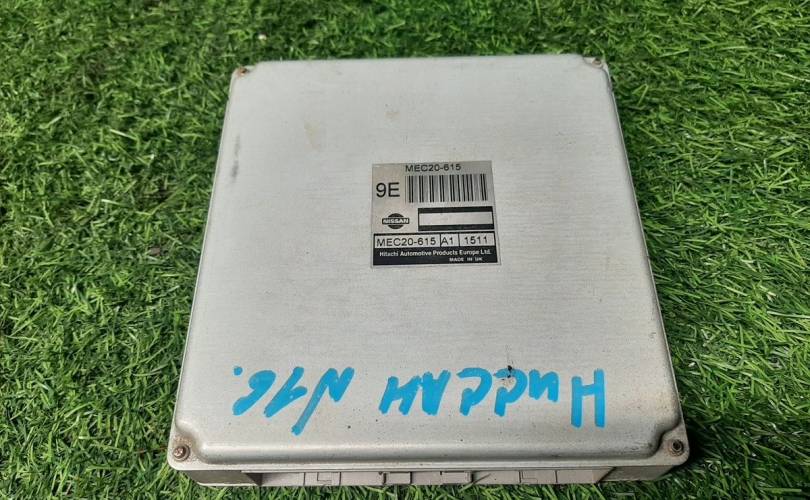 MEC20-615
9E
NISSAN
MEC20-615 A1 1511
Hitachi Automotive Products Europe Ltd.
MADE IN UK
Ниссан N16.